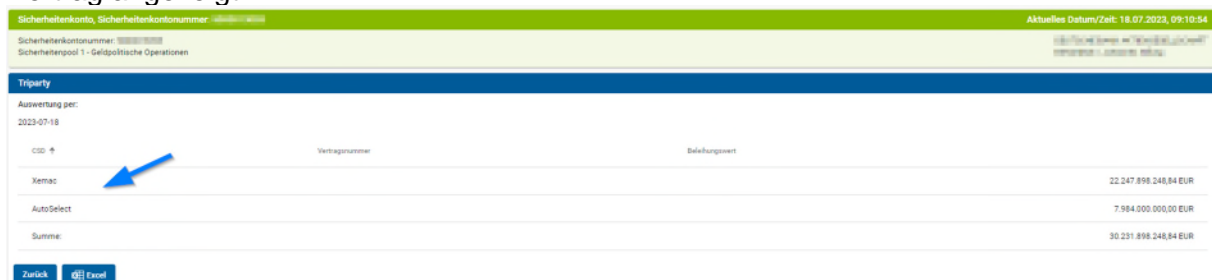 Sicherheitenkonto, Sicherheitenkontonummer
Aktuelles Datum/Zeit: 18.07.2023, 09:10:54
Sicherheitenkontonummer:
Sicherheitenpool 1 - Geldpolitische Operationen
Triparty
Auswertung per:
2023-07-18
CSD ↑ Vertragsnummer Beleihungswert
Xemac 22.247.898.248,84 EUR
AutoSelect 7.984.000.000,00 EUR
Summe: 30.231.898.248,84 EUR
Zurück Excel